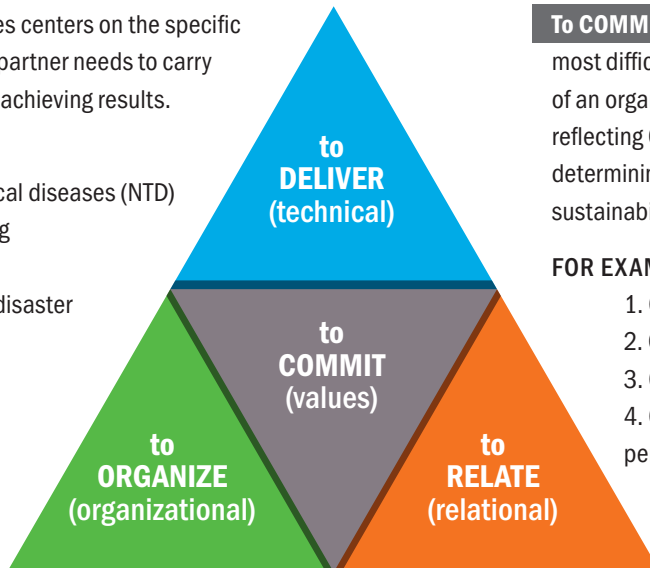 es centers on the specific
partner needs to carry
achieving results.
cal diseases (NTD)
disaster
to
DELIVER
(technical)
to
COMMIT
(values)
to
ORGANIZE
(organizational)
to
RELATE
(relational)
To COMM
most diffic
of an orga
reflecting
determinin
sustainabi
FOR EXAM
1.
2.
3.
4.
pe